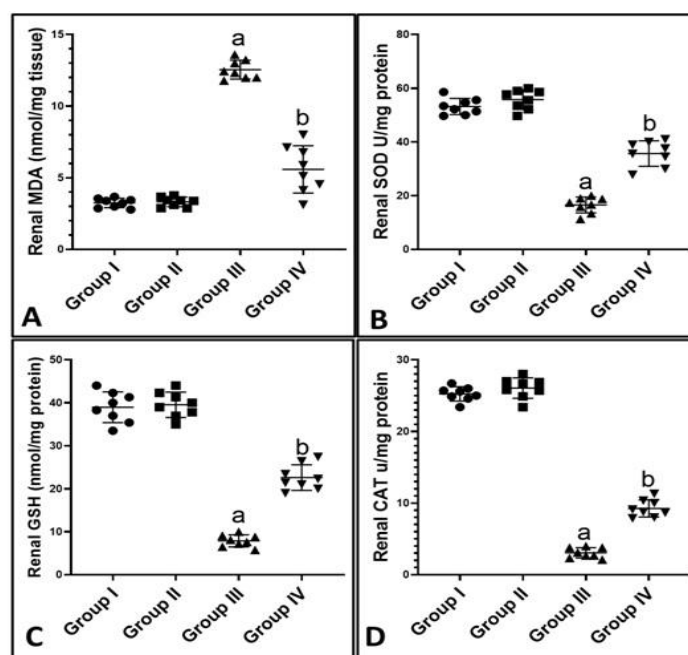 Renal MDA (nmol/mg tissue)
15
10
5
0
a
b
Group I
Group II
Group III
Group IV
A
Renal SOD U/mg protein
80
60
40
20
0
a
b
Group I
Group II
Group III
Group IV
B
Renal GSH (nmol/mg protein)
50
40
30
20
10
0
a
b
Group I
Group II
Group III
Group IV
C
Renal CAT u/mg protein
30
20
10
0
a
b
Group I
Group II
Group III
Group IV
D